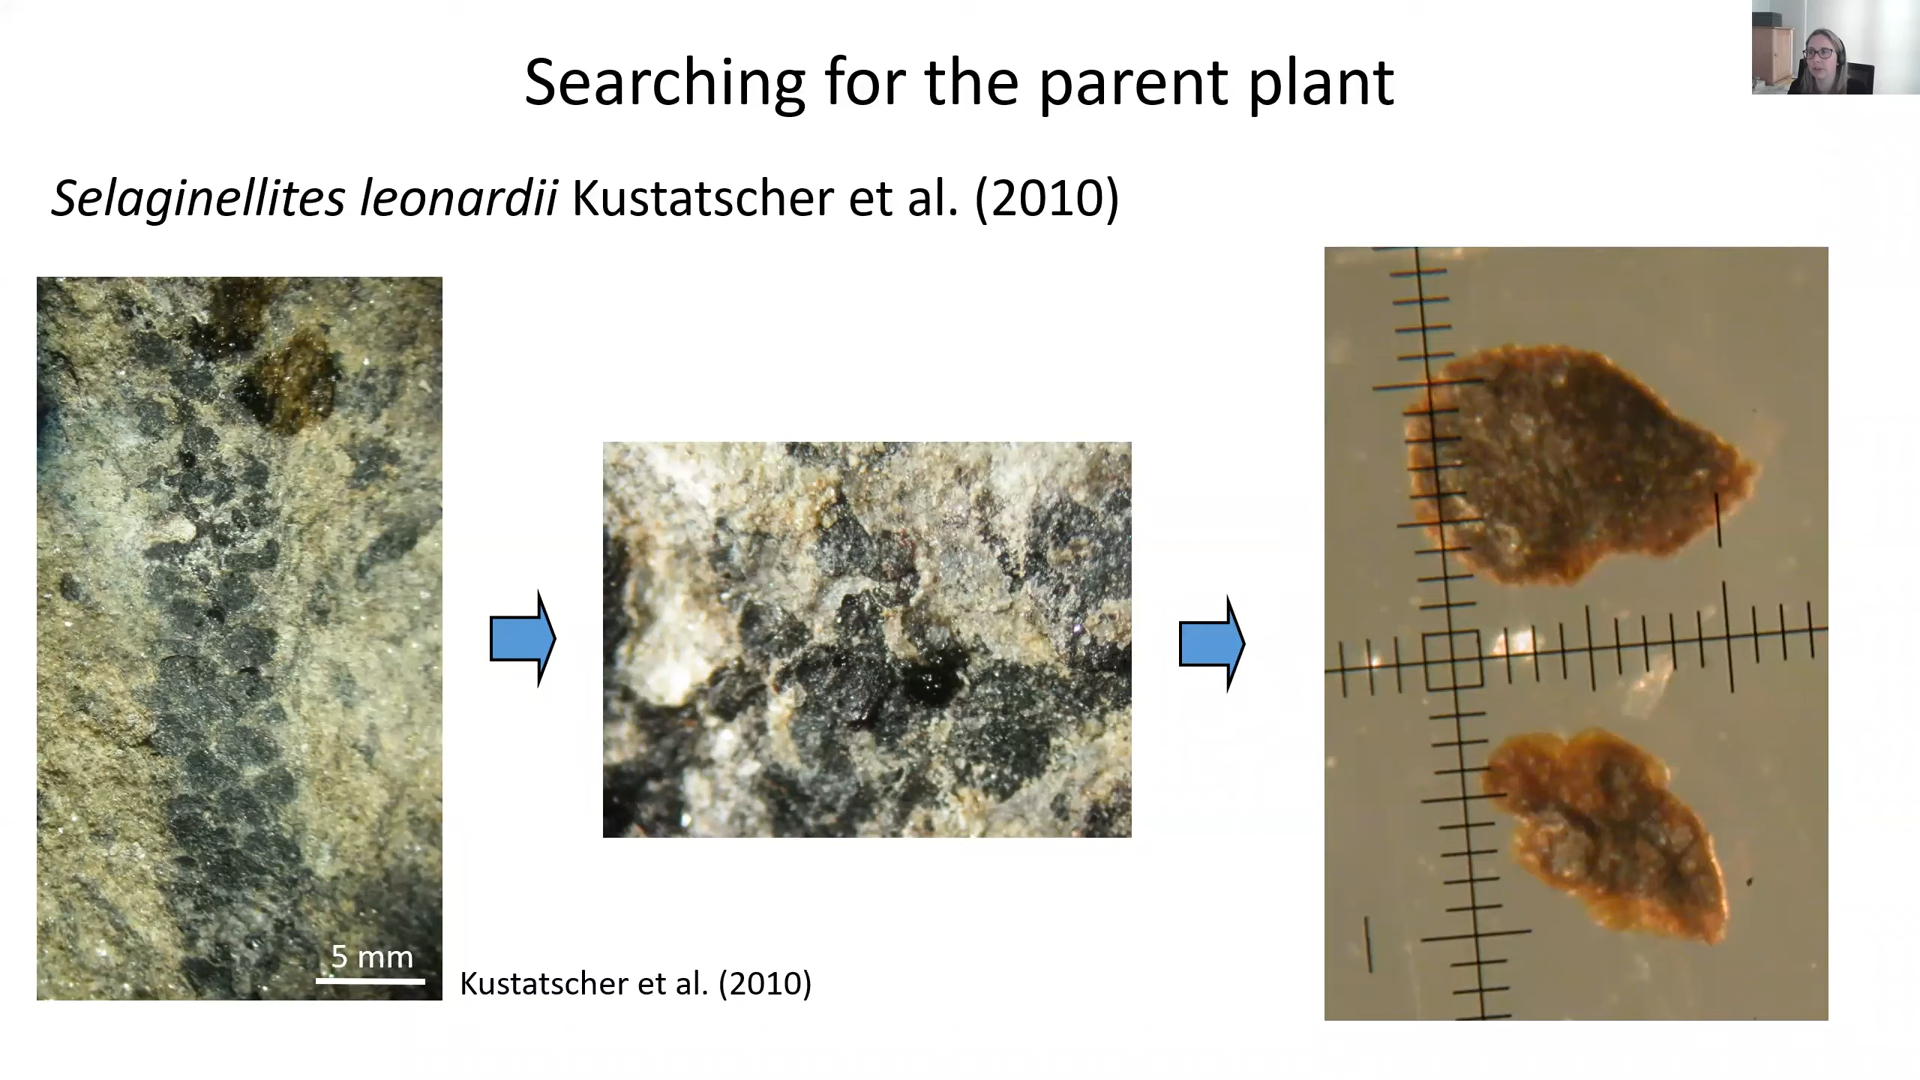 Searching for the parent plant
Selaginellites leonardii Kustatscher et al. (2010)
5 mm
Kustatscher et al. (2010)